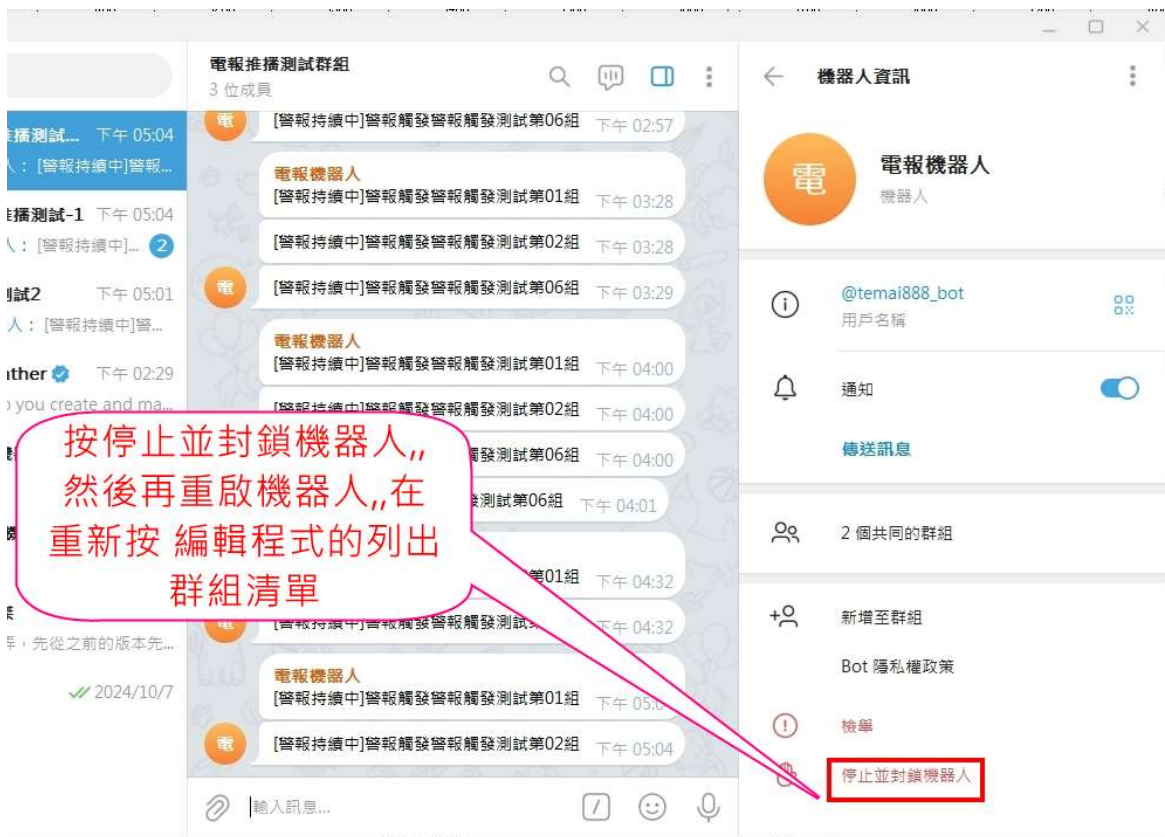 電報推播測試群組
3 位成員
機器人資訊
播測試... 下午 05:04
人：[警報持續中]警報...
播測試-1 下午 05:04
人：[警報持續中]... 2
試2 下午 05:01
人：[警報持續中]警...
ather 下午 02:29
you create and ma...
，先從之前的版本先...
2024/10/7
電
[警報持續中]警報觸發警報觸發測試第06組 下午 02:57
電報機器人
[警報持續中]警報觸發警報觸發測試第01組 下午 03:28
[警報持續中]警報觸發警報觸發測試第02組 下午 03:28
電
[警報持續中]警報觸發警報觸發測試第06組 下午 03:29
電報機器人
[警報持續中]警報觸發警報觸發測試第01組 下午 04:00
[警報持續中]警報觸發警報觸發測試第02組 下午 04:00
發測試第06組 下午 04:00
測試第06組 下午 04:01
第01組 下午 04:32
[警報持續中]警報觸發警報觸發測試 下午 04:32
電報機器人
[警報持續中]警報觸發警報觸發測試第01組 下午 05:0
電
[警報持續中]警報觸發警報觸發測試第02組 下午 05:04
輸入訊息...
按停止並封鎖機器人,,
然後再重啟機器人,,在
重新按 編輯程式的列出
群組清單
電
電報機器人
機器人
@temai888_bot
用戶名稱
通知
傳送訊息
2 個共同的群組
新增至群組
Bot 隱私權政策
檢舉
停止並封鎖機器人